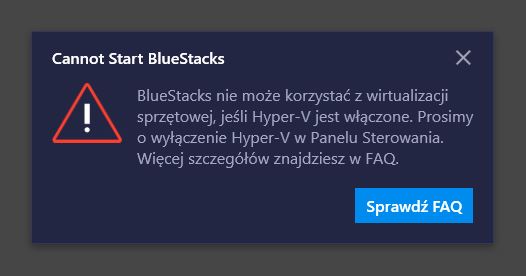 Cannot Start BlueStacks
BlueStacks nie może korzystać z wirtualizacji
sprzętowej, jeśli Hyper-V jest włączone. Prosimy
o wyłączenie Hyper-V w Panelu Sterowania.
Więcej szczegółów znajdziesz w FAQ.
Sprawdź FAQ